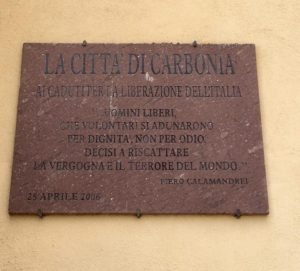 LA CITTA' DI CARBONIA
AI CADUTI PER LA LIBERAZIONE DELL'ITALIA
"UOMINI LIBERI,
CHE VOLONTARI SI ADUNARONO
PER DIGNITA', NON PER ODIO,
DECISI A RISCATTARE
LA VERGOGNA E IL TERRORE DEL MONDO."
PIERO CALAMANDREI
25 APRILE 2006